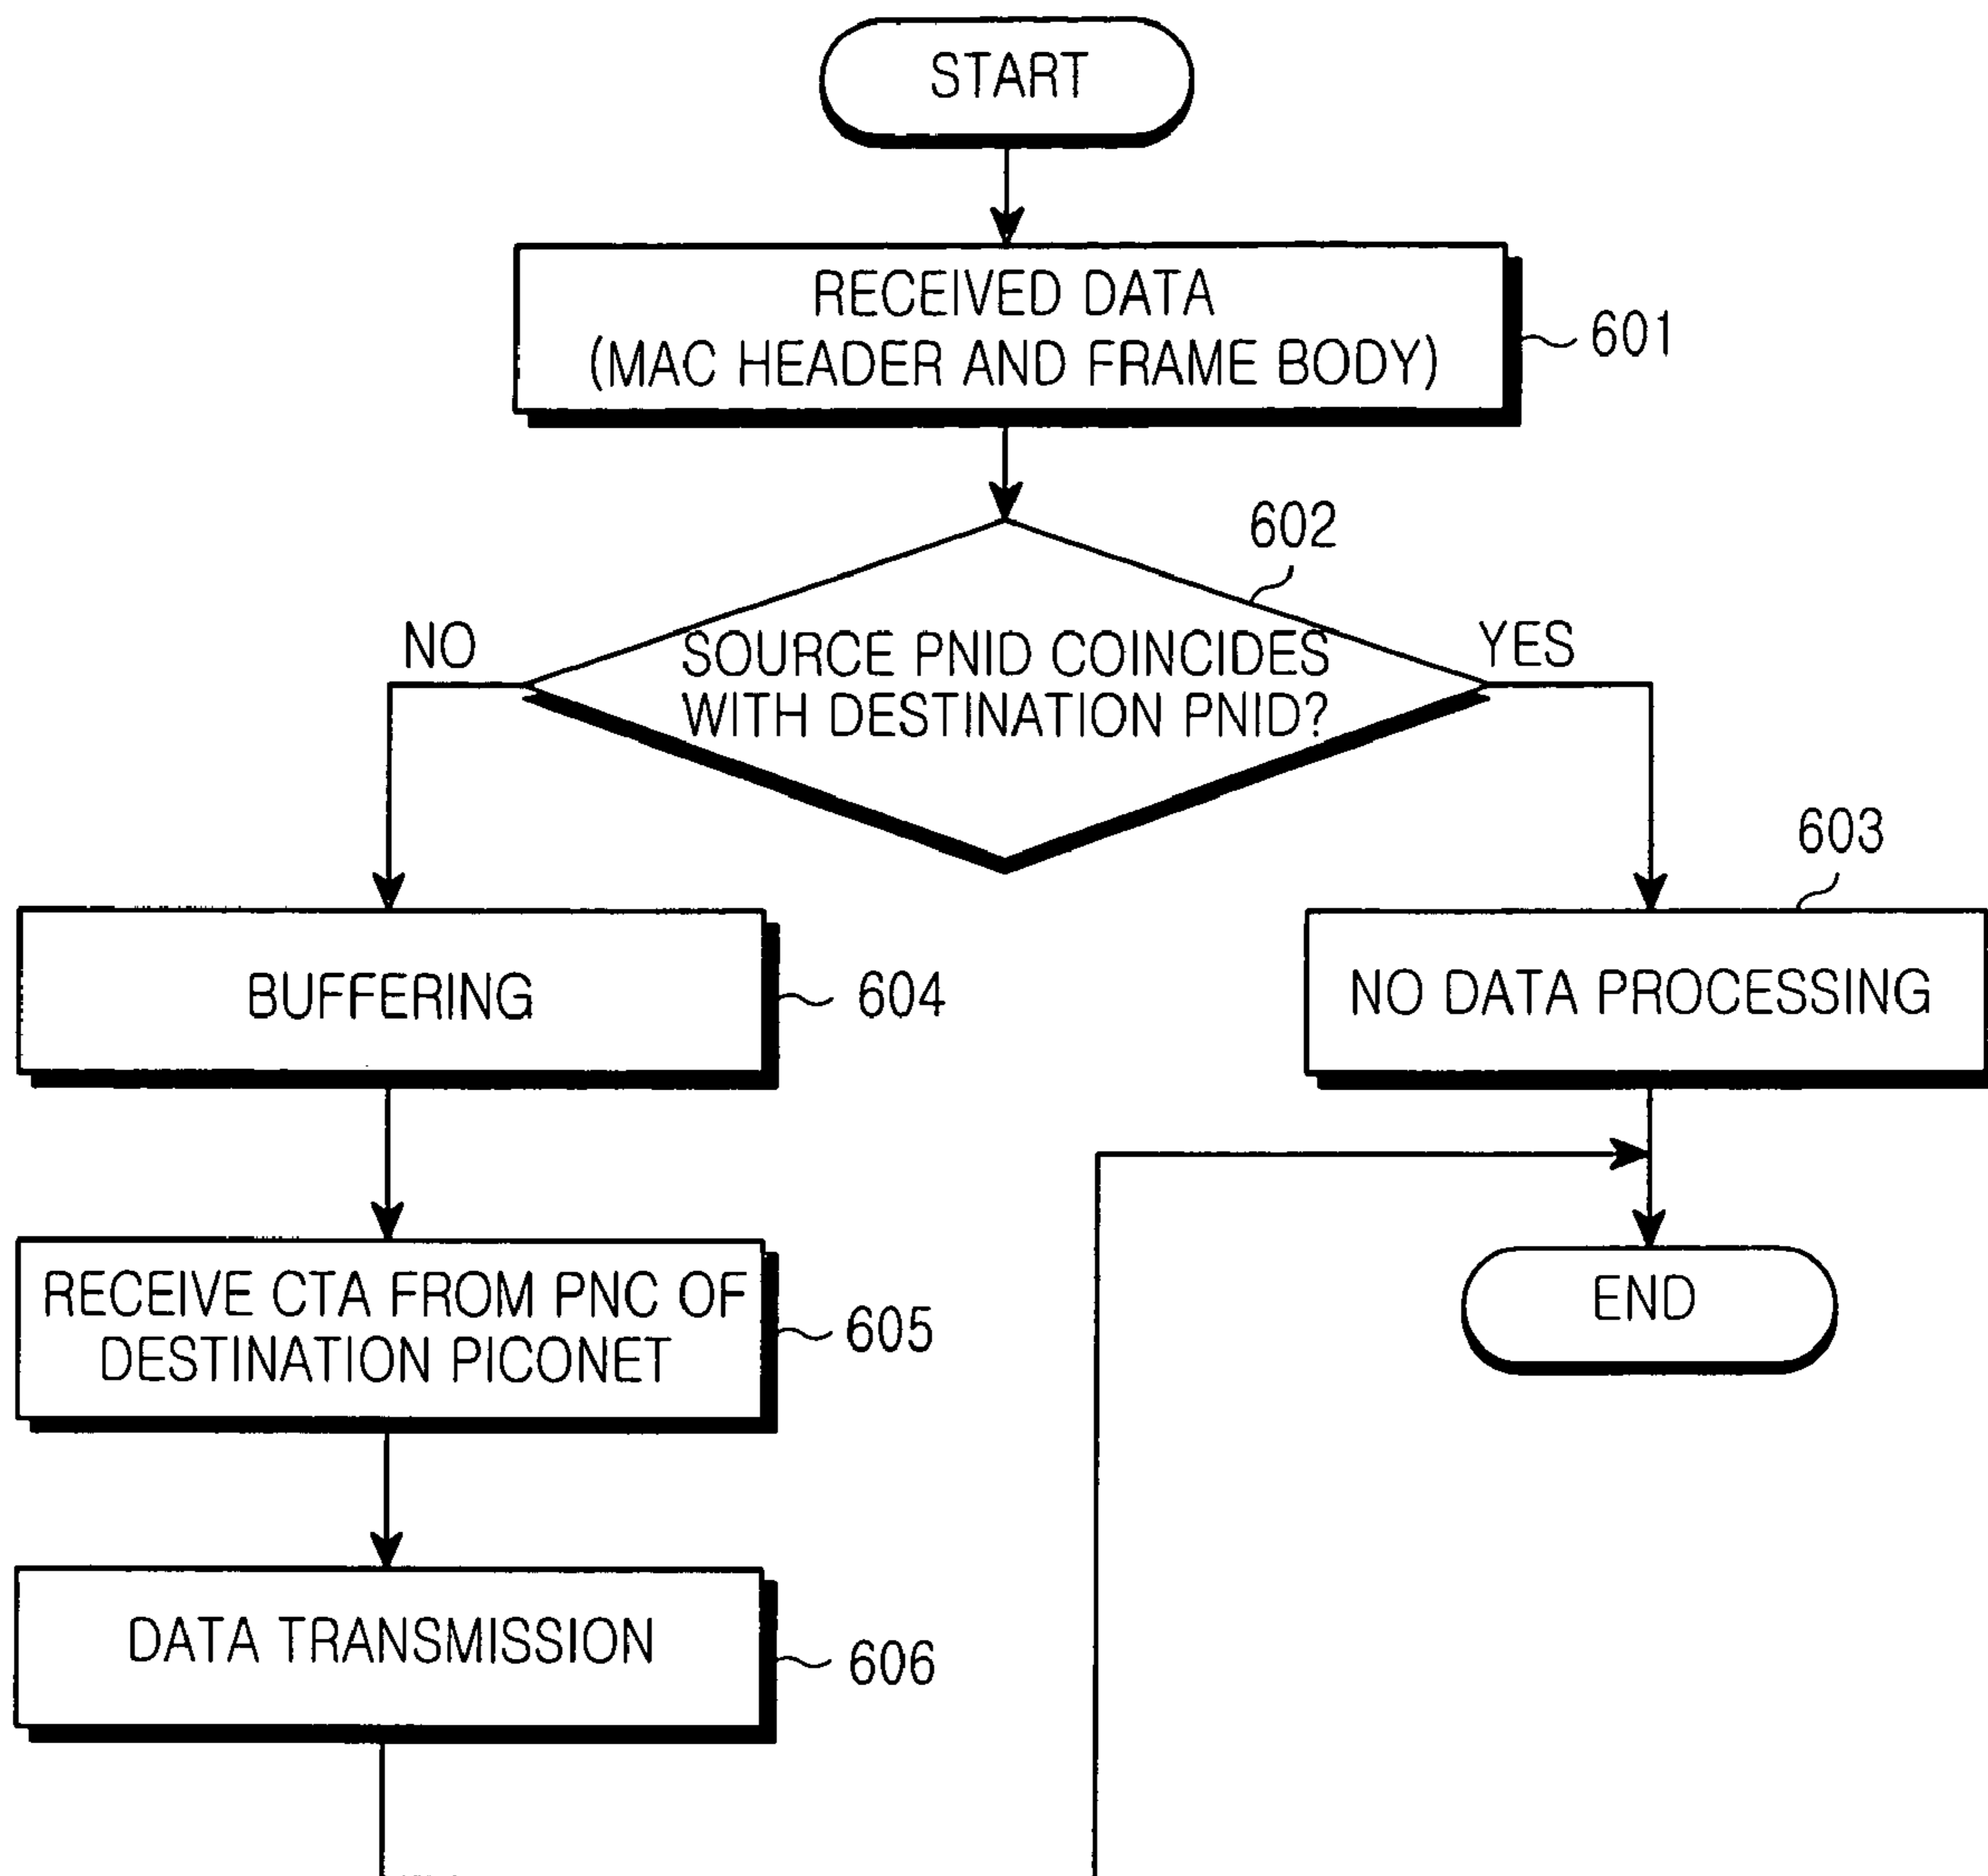 START
RECEIVED DATA
(MAC HEADER AND FRAME BODY)
601
602
NO
SOURCE PNID COINCIDES
WITH DESTINATION PNID?
YES
603
BUFFERING
604
NO DATA PROCESSING
RECEIVE CTA FROM PNC OF
DESTINATION PICONET
605
END
DATA TRANSMISSION
606